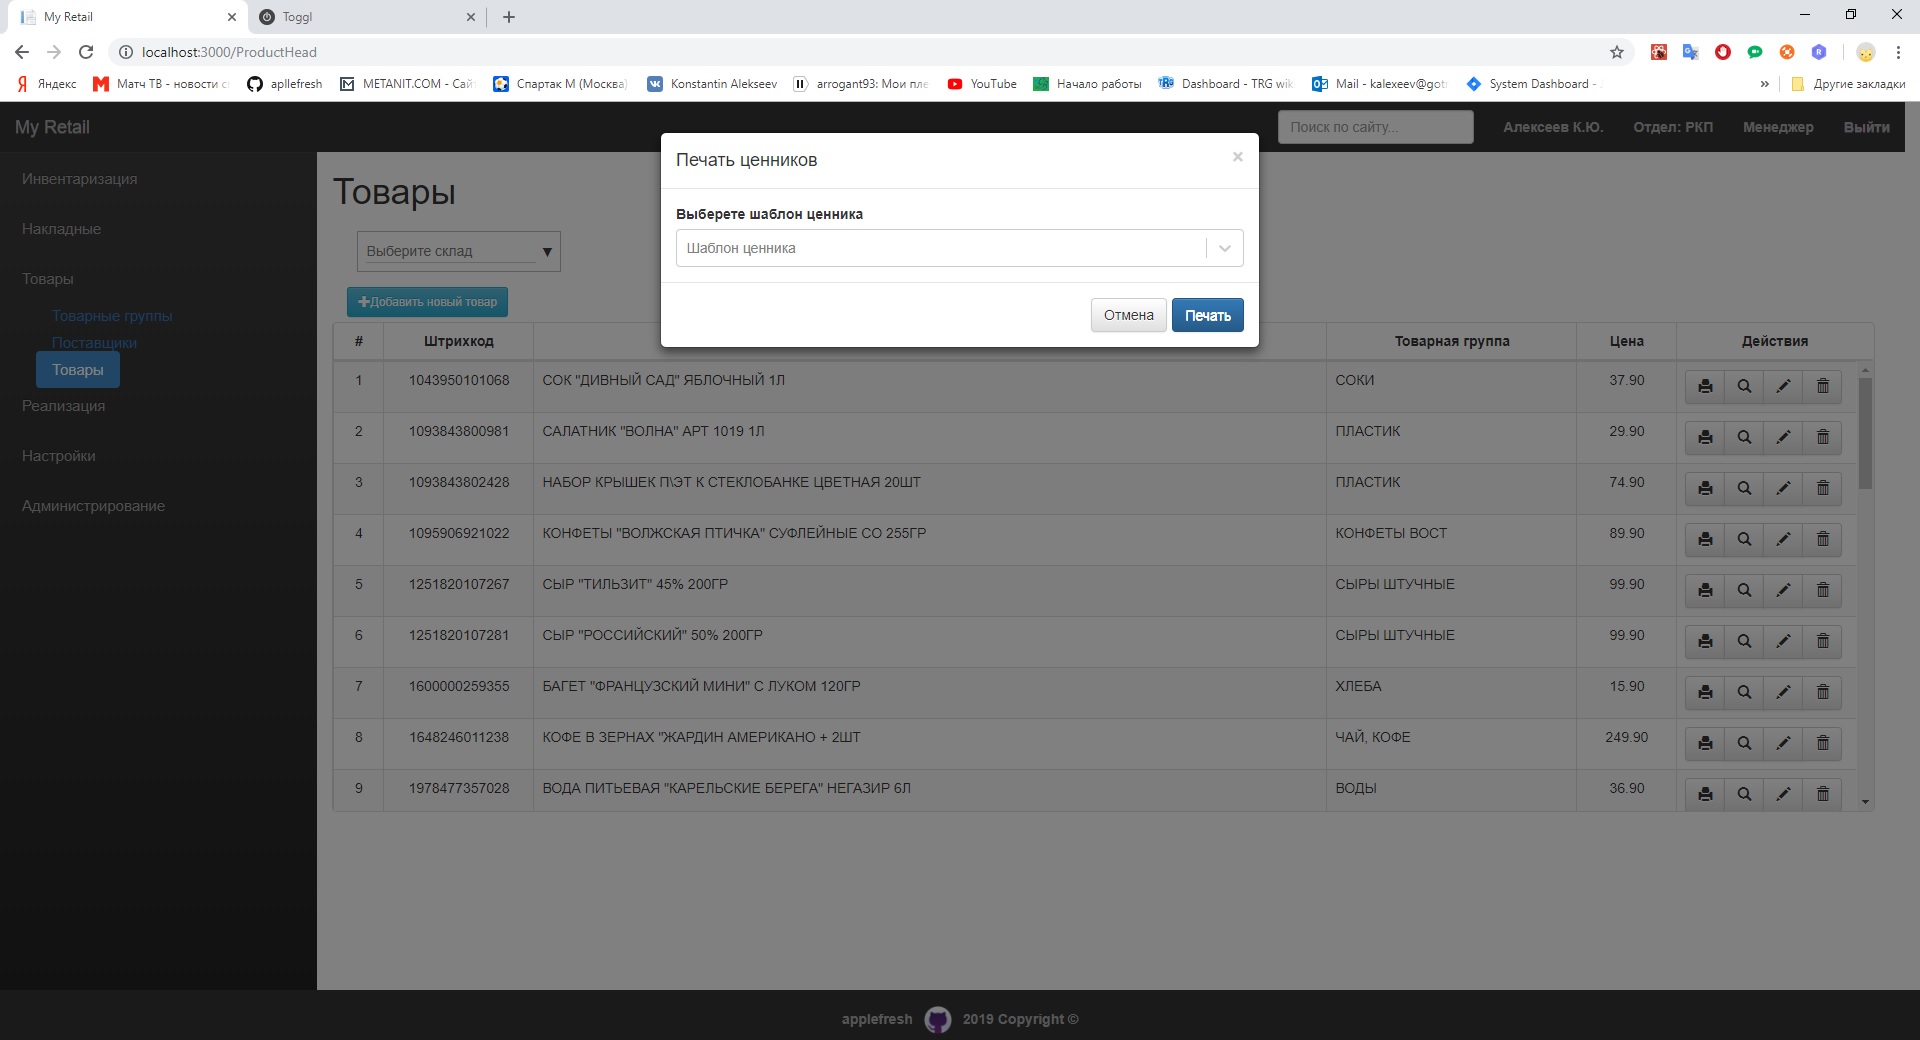 My Retail
Toggl
localhost:3000/ProductHead
Яндекс
Матч ТВ - новости с
apllefresh
METANIT.COM - Сай
Спартак М (Москва)
Konstantin Alekseev
arrogant93: Мои пле
YouTube
Начало работы
Dashboard - TRG wik
Mail - kalexeev@got
System Dashboard -
»
Другие закладки
My Retail
Поиск по сайту...
Алексеев К.Ю.
Отдел: РКП
Менеджер
Выйти
Инвентаризация
Накладные
Товары
Товарные группы
Поставщики
Товары
Реализация
Настройки
Администрирование
Печать ценников
×
Выберете шаблон ценника
Шаблон ценника
Отмена
Печать
Товары
Выберите склад
Добавить новый товар
# Штрихкод Товарная группа Цена Действия
1 1043950101068 СОК "ДИВНЫЙ САД" ЯБЛОЧНЫЙ 1Л СОКИ 37.90
2 1093843800981 САЛАТНИК "ВОЛНА" АРТ 1019 1Л ПЛАСТИК 29.90
3 1093843802428 НАБОР КРЫШЕК П\ЭТ К СТЕКЛОБАНКЕ ЦВЕТНАЯ 20ШТ ПЛАСТИК 74.90
4 1095906921022 КОНФЕТЫ "ВОЛЖСКАЯ ПТИЧКА" СУФЛЕЙНЫЕ СО 255ГР КОНФЕТЫ ВОСТ 89.90
5 1251820107267 СЫР "ТИЛЬЗИТ" 45% 200ГР СЫРЫ ШТУЧНЫЕ 99.90
6 1251820107281 СЫР "РОССИЙСКИЙ" 50% 200ГР СЫРЫ ШТУЧНЫЕ 99.90
7 1600000259355 БАГЕТ "ФРАНЦУЗСКИЙ МИНИ" С ЛУКОМ 120ГР ХЛЕБА 15.90
8 1648246011238 КОФЕ В ЗЕРНАХ "ЖАРДИН АМЕРИКАНО + 2ШТ ЧАЙ, КОФЕ 249.90
9 1978477357028 ВОДА ПИТЬЕВАЯ "КАРЕЛЬСКИЕ БЕРЕГА" НЕГАЗИР 6Л ВОДЫ 36.90
applefresh 2019 Copyright ©